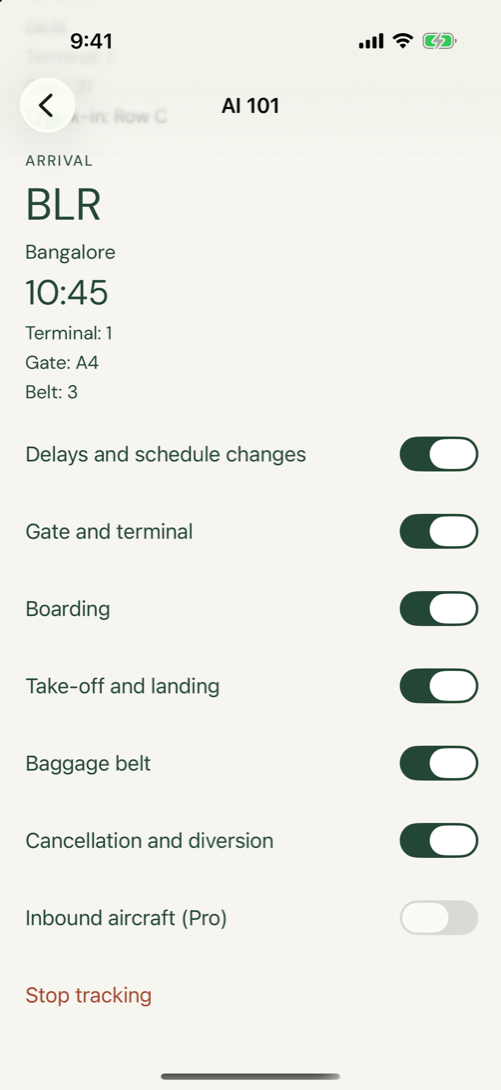 9:41
AI 101
ARRIVAL
BLR
Bangalore
10:45
Terminal: 1
Gate: A4
Belt: 3
Delays and schedule changes
Gate and terminal
Boarding
Take-off and landing
Baggage belt
Cancellation and diversion
Inbound aircraft (Pro)
Stop tracking